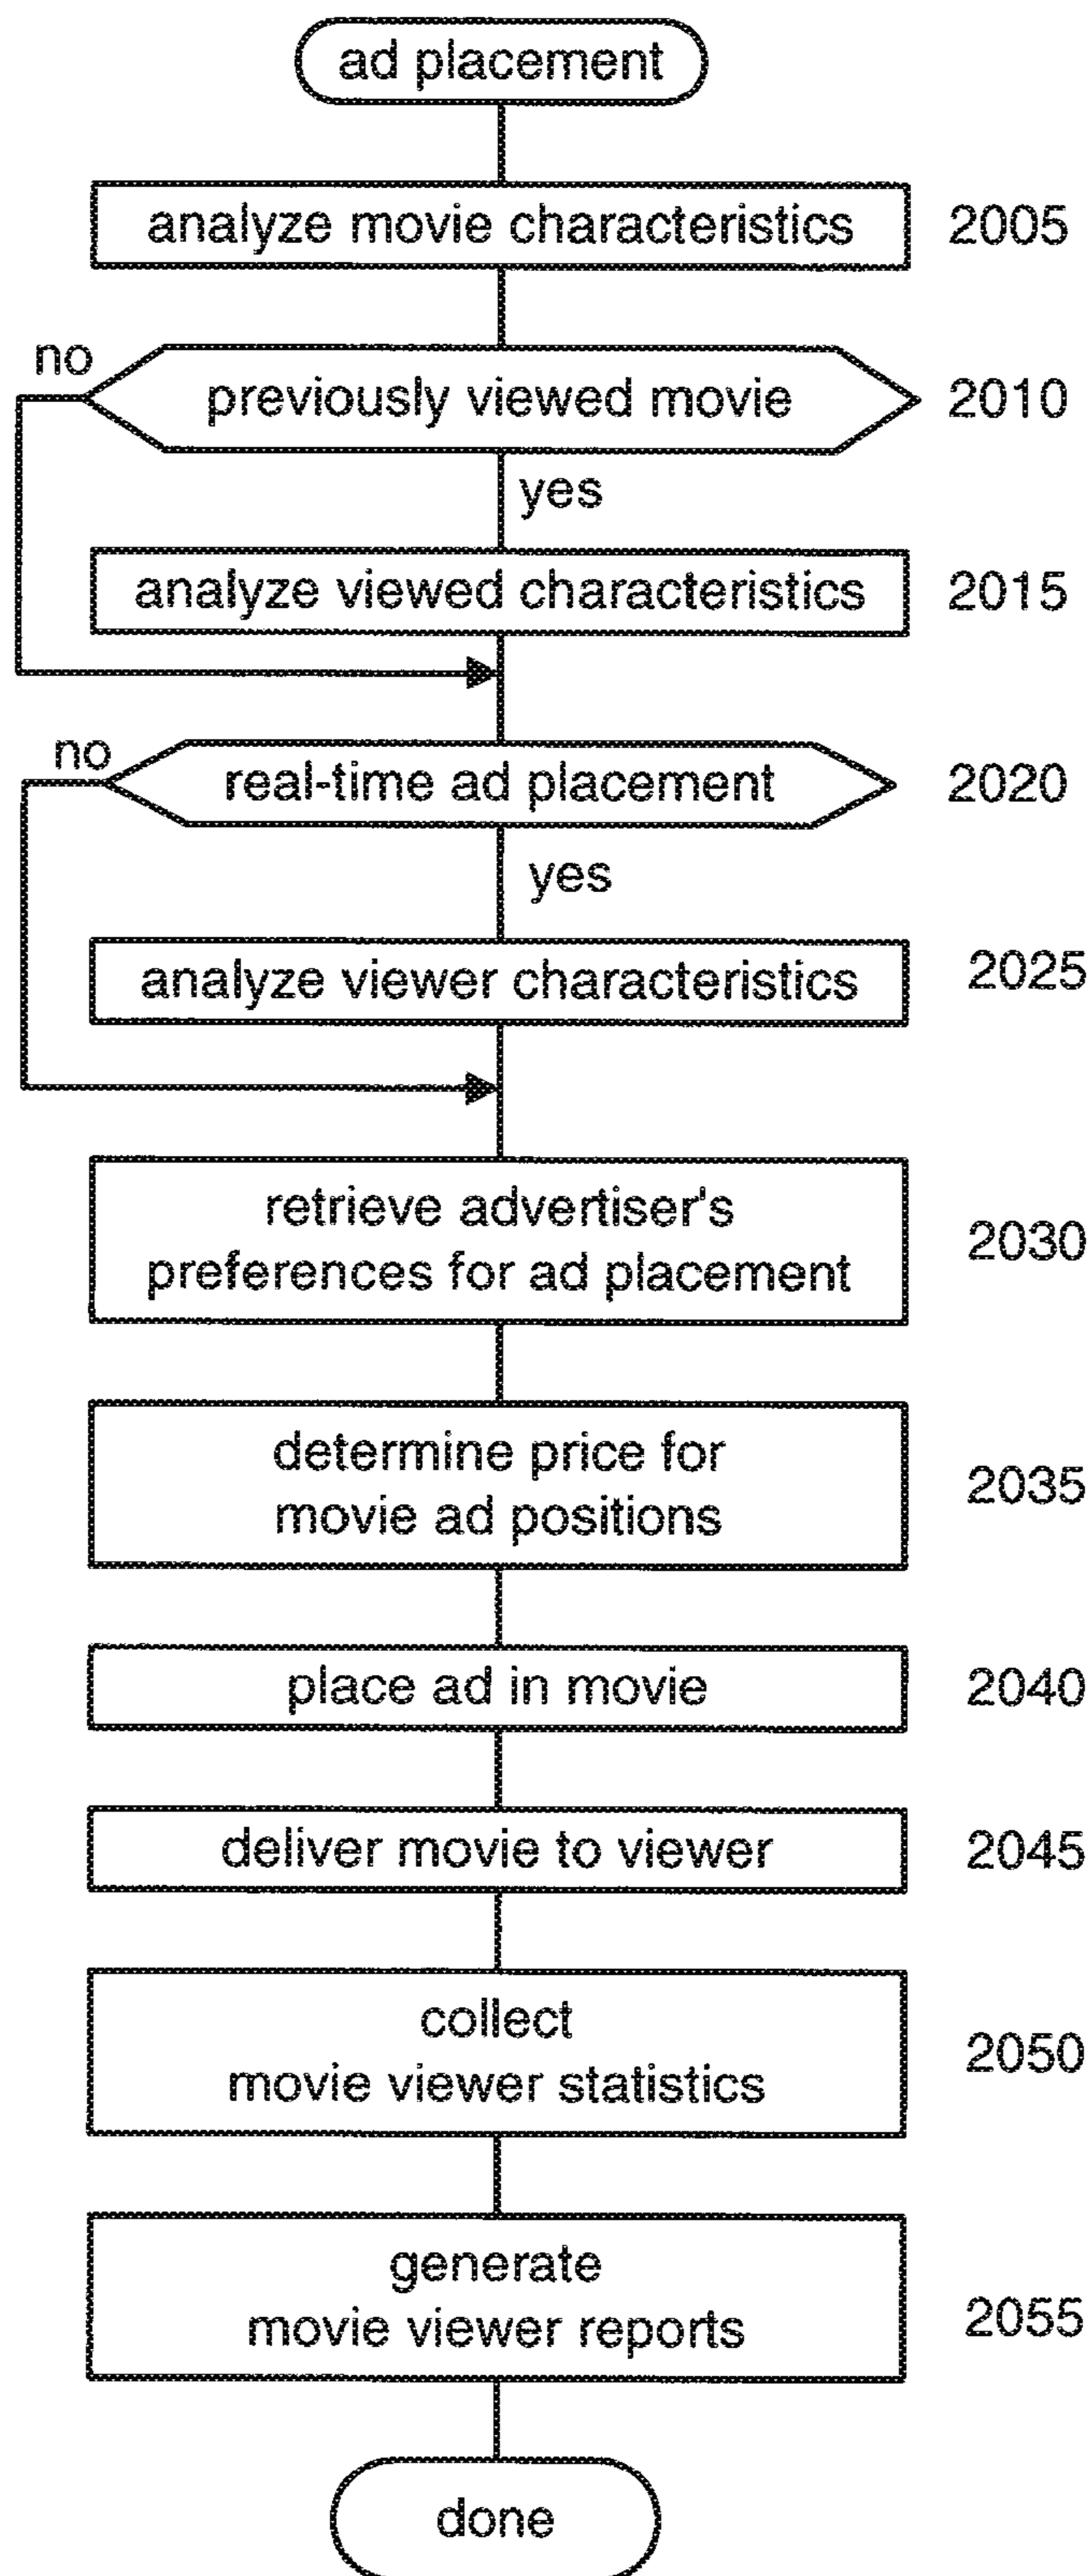 ad placement
analyze movie characteristics 2005
no
previously viewed movie 2010
yes
analyze viewed characteristics 2015
no
real-time ad placement 2020
yes
analyze viewer characteristics 2025
retrieve advertiser's
preferences for ad placement
2030
determine price for
movie ad positions
2035
place ad in movie 2040
deliver movie to viewer 2045
collect
movie viewer statistics
2050
generate
movie viewer reports
2055
done